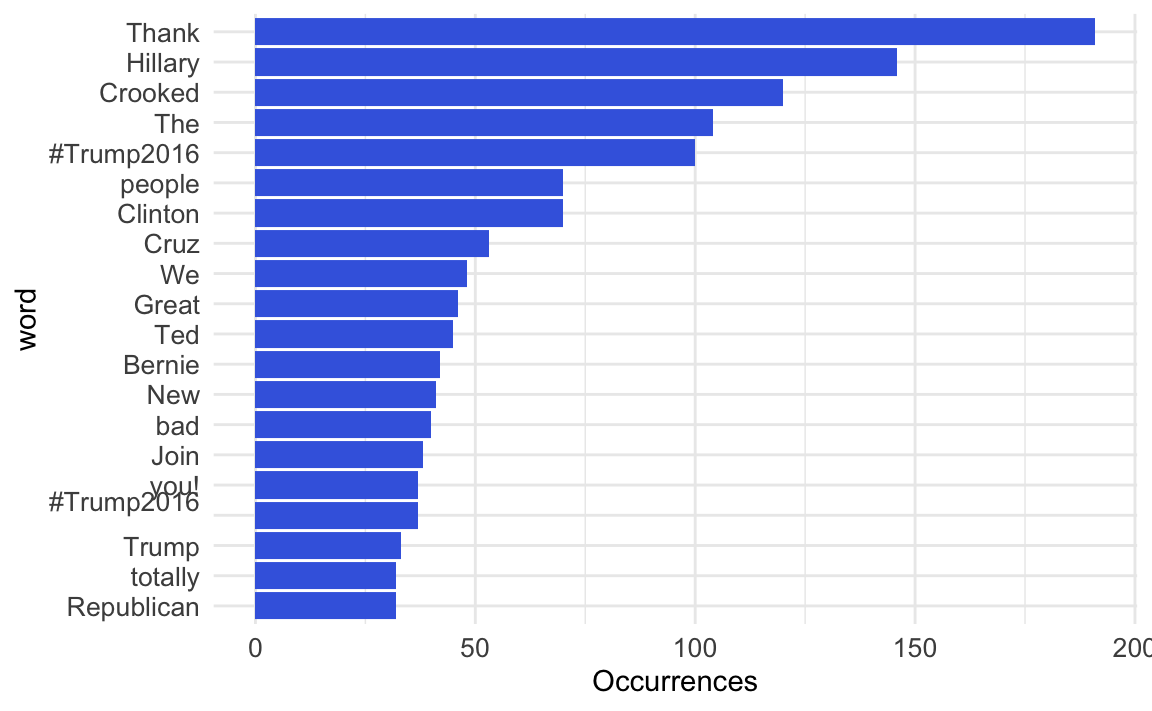 Thank
Hillary
Crooked
The
#Trump2016
people
Clinton
Cruz
We
Great
Ted
Bernie
New
bad
Join
you!
#Trump2016
Trump
totally
Republican
word
0 50 100 150 200
Occurrences